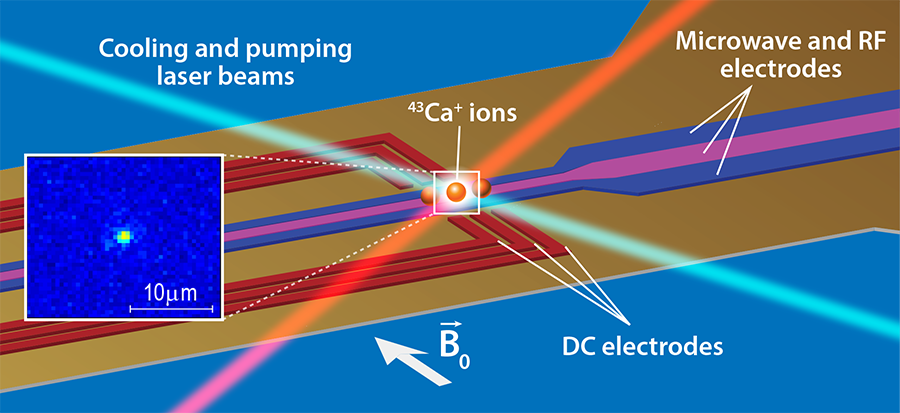 Cooling and pumping
laser beams
Microwave and RF
electrodes
⁴³Ca⁺ ions
10μm
B⃗₀
DC electrodes